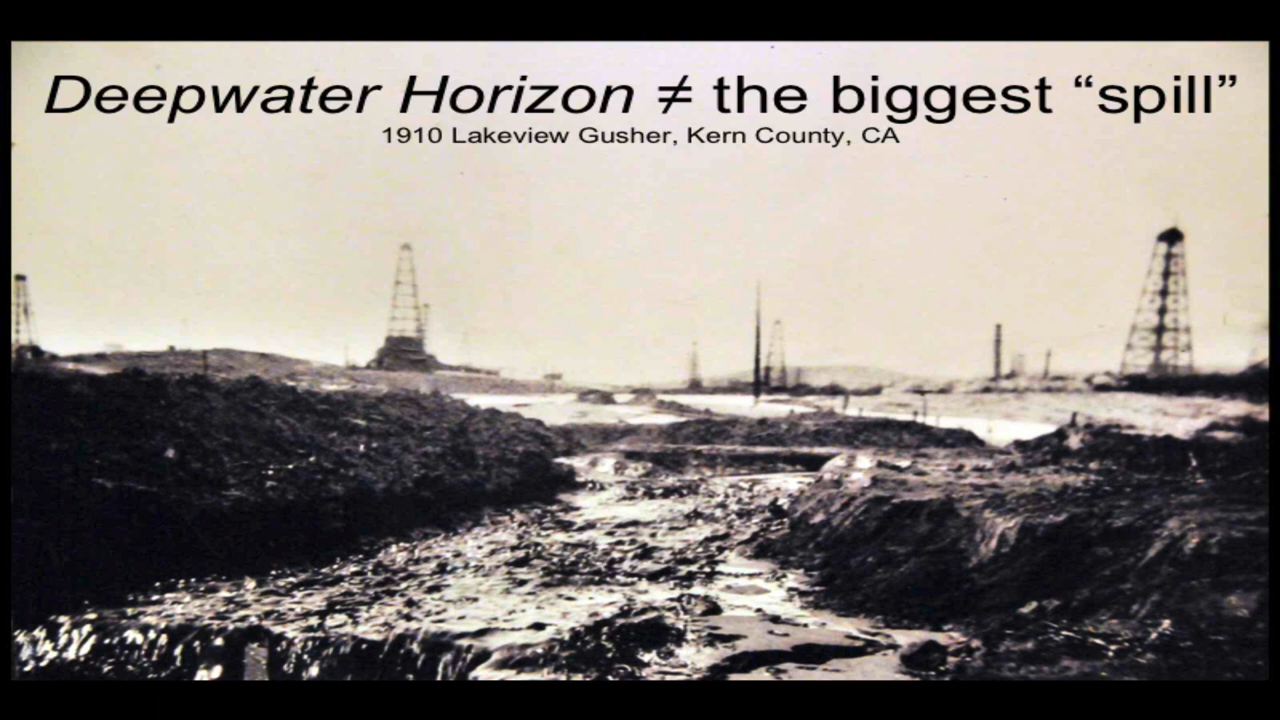 Deepwater Horizon ≠ the biggest “spill”
1910 Lakeview Gusher, Kern County, CA